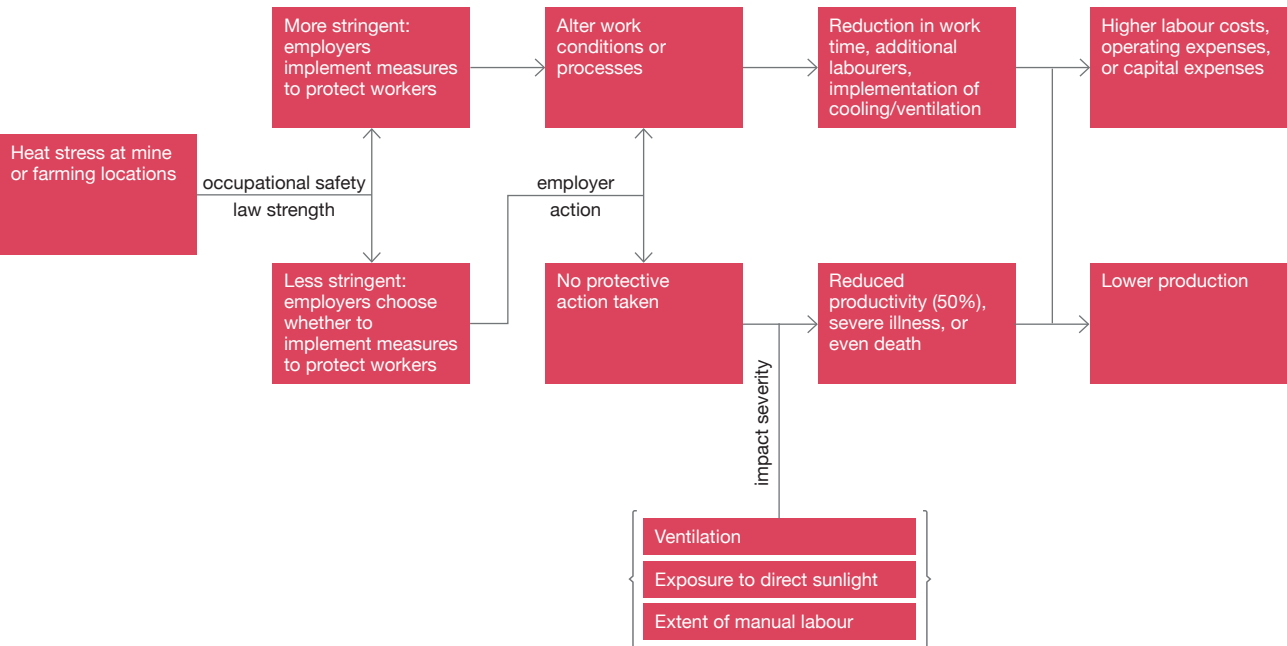 More stringent:
employers
implement measures
to protect workers
Alter work
conditions or
processes
Reduction in work
time, additional
labourers,
implementation of
cooling/ventilation
Higher labour costs,
operating expenses,
or capital expenses
Heat stress at mine
or farming locations
occupational safety
law strength
employer
action
Less stringent:
employers choose
whether to
implement measures
to protect workers
No protective
action taken
Reduced
productivity (50%),
severe illness, or
even death
Lower production
impact severity
Ventilation
Exposure to direct sunlight
Extent of manual labour